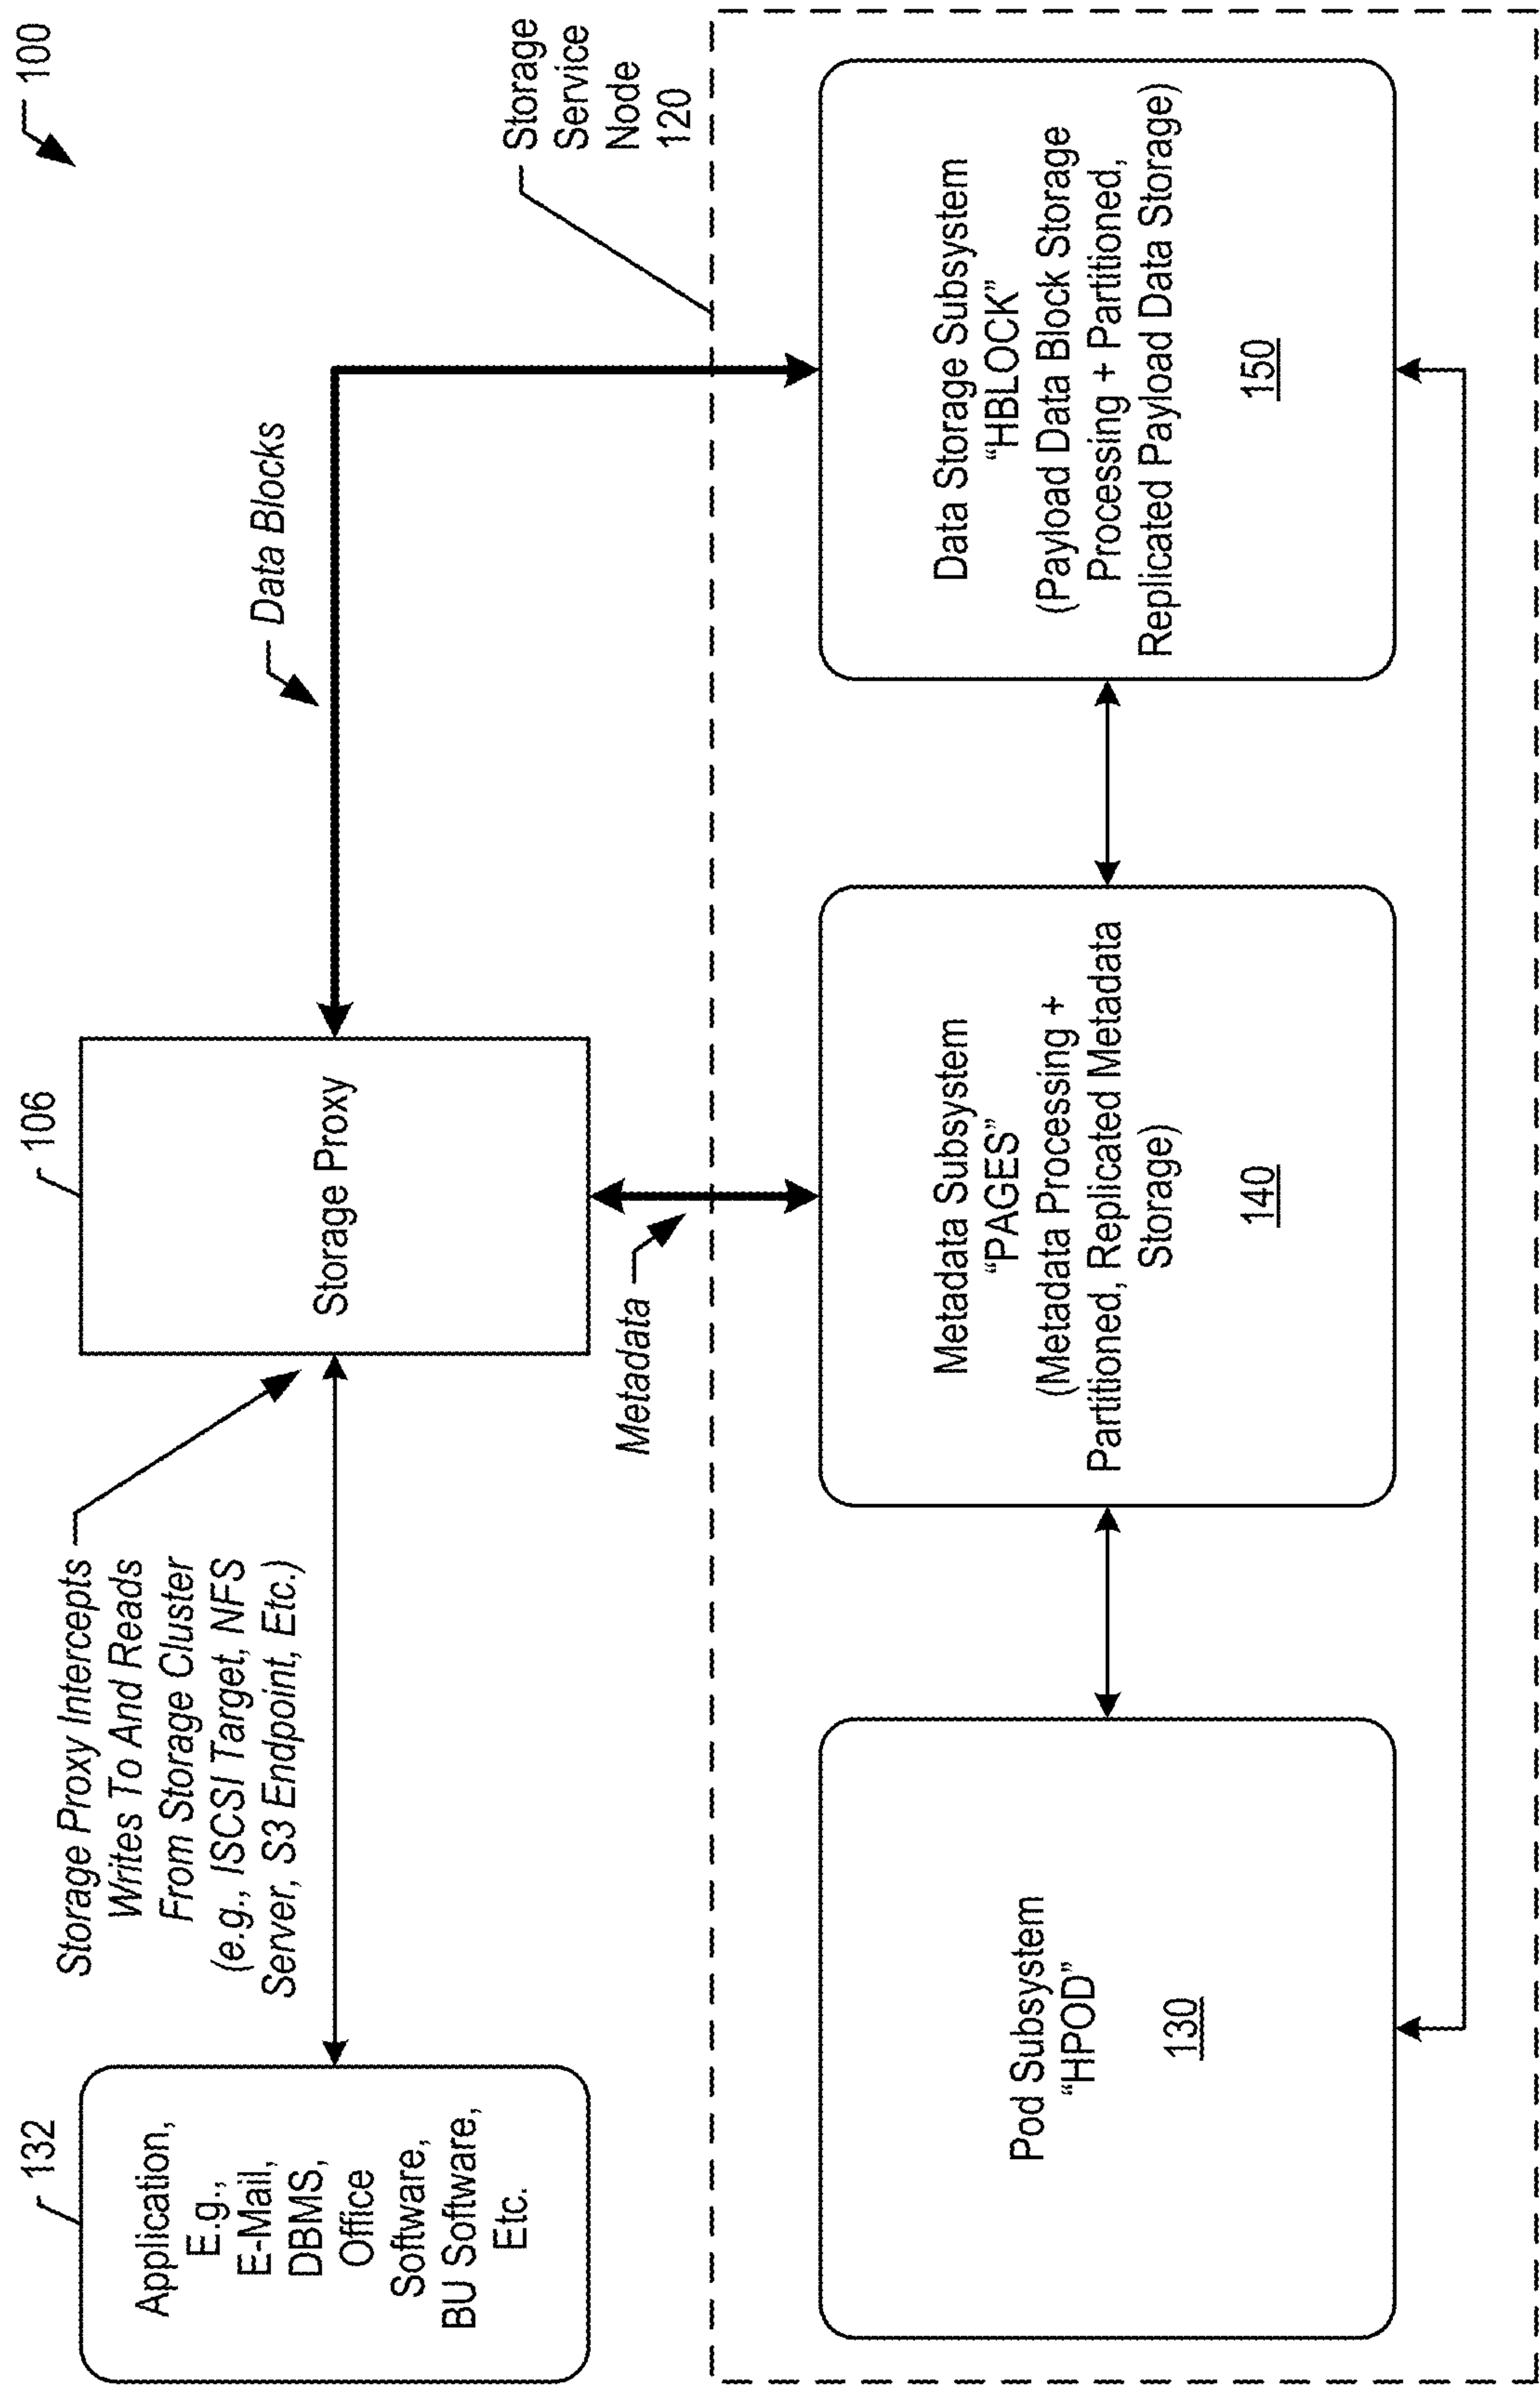 100
132
Application,
E.g.,
E-Mail,
DBMS,
Office
Software,
BU Software,
Etc.
Storage Proxy Intercepts
Writes To And Reads
From Storage Cluster
(e.g., ISCSI Target, NFS
Server, S3 Endpoint, Etc.)
106
Storage Proxy
Data Blocks
Metadata
Storage
Service
Node
120
Pod Subsystem
“HPOD”
130
Metadata Subsystem
“PAGES”
(Metadata Processing +
Partitioned, Replicated Metadata
Storage)
140
Data Storage Subsystem
“HBLOCK”
(Payload Data Block Storage
Processing + Partitioned,
Replicated Payload Data Storage)
150